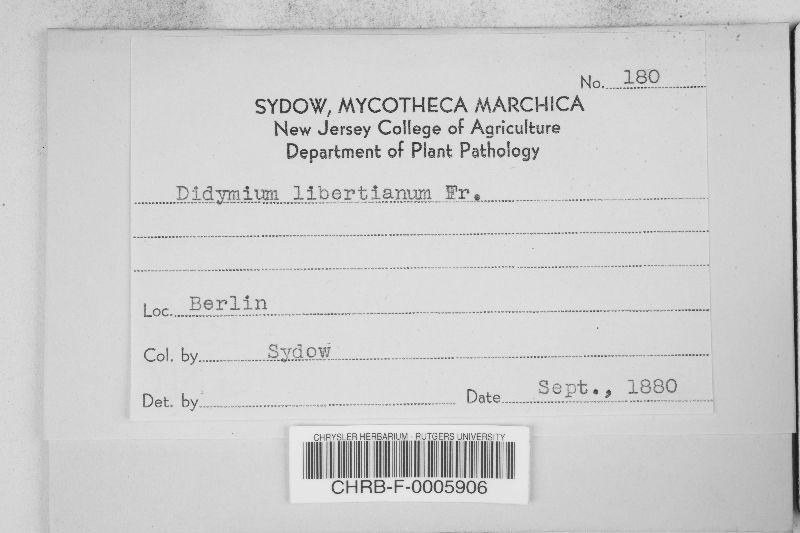 No. 180
SYDOW, MYCOTHECA MARCHICA
New Jersey College of Agriculture
Department of Plant Pathology
Didymium libertianum Fr.
Loc. Berlin
Col. by Sydow
Det. by
Date Sept., 1880
CHRYSLER HERBARIUM - RUTGERS UNIVERSITY
CHRB-F-0005906